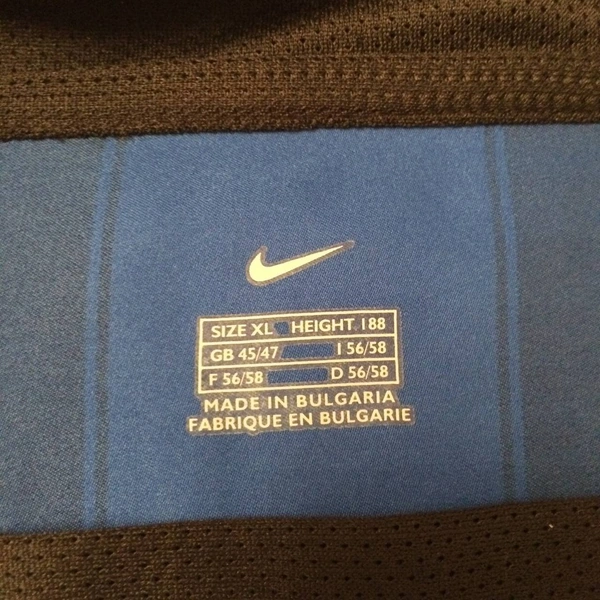 SIZE XL HEIGHT 188
GB 45/47 I 56/58
F 56/58 D 56/58
MADE IN BULGARIA
FABRIQUE EN BULGARIE